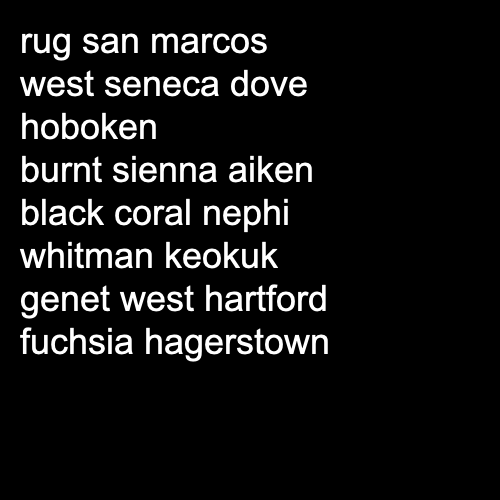 rug san marcos
west seneca dove
hoboken
burnt sienna aiken
black coral nephi
whitman keokuk
genet west hartford
fuchsia hagerstown